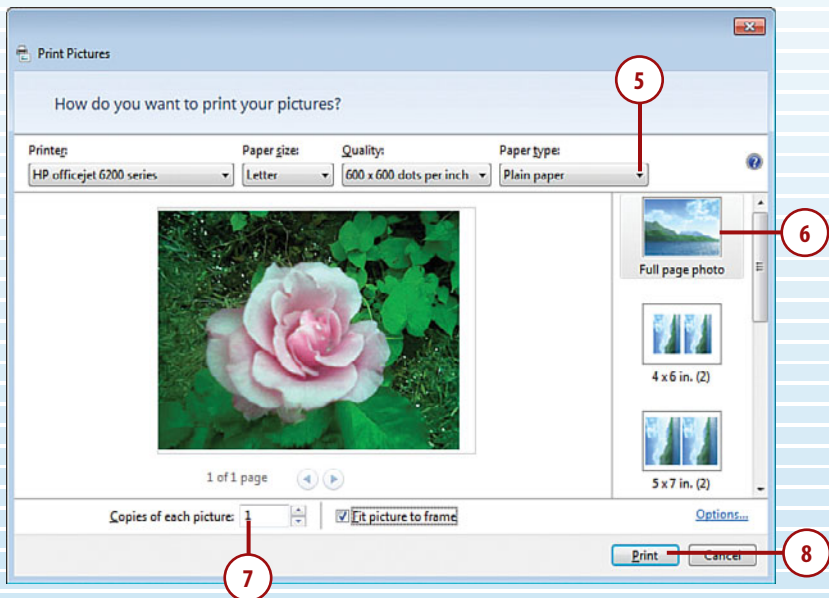 Print Pictures
How do you want to print your pictures?
5
Printer:
Paper size:
Quality:
Paper type:
HP officejet 6200 series
Letter
600 x 600 dots per inch
Plain paper
6
Full page photo
4 x 6 in. (2)
5 x 7 in. (2)
1 of 1 page
Copies of each picture:
1
Fit picture to frame
Options...
Print
Cancel
8
7